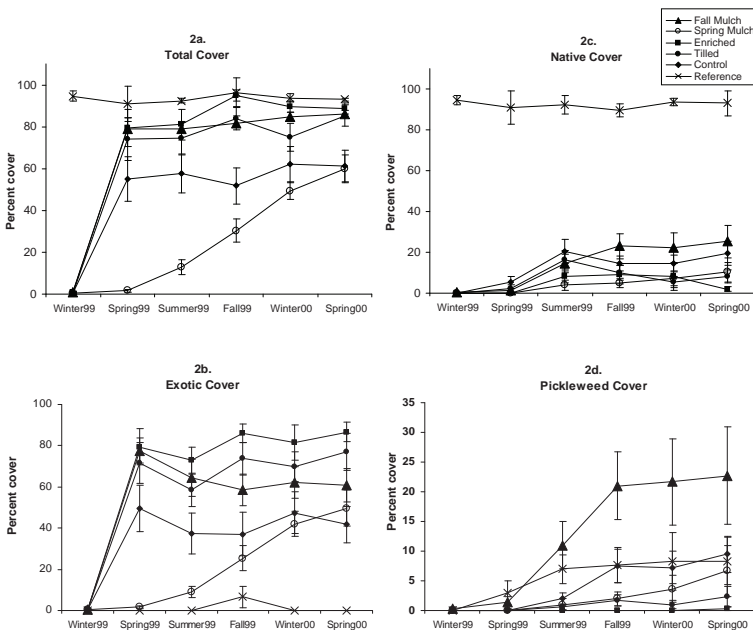 2a.
Total Cover
Percent cover
100
80
60
40
20
0
Winter99 Spring99 Summer99 Fall99 Winter00 Spring00
2c.
Native Cover
Percent cover
100
80
60
40
20
0
Winter99 Spring99 Summer99 Fall99 Winter00 Spring00
Fall Mulch
Spring Mulch
Enriched
Tilled
Control
Reference
2b.
Exotic Cover
Percent cover
100
80
60
40
20
0
Winter99 Spring99 Summer99 Fall99 Winter00 Spring00
2d.
Pickleweed Cover
Percent cover
35
30
25
20
15
10
5
0
Winter99 Spring99 Summer99 Fall99 Winter00 Spring00